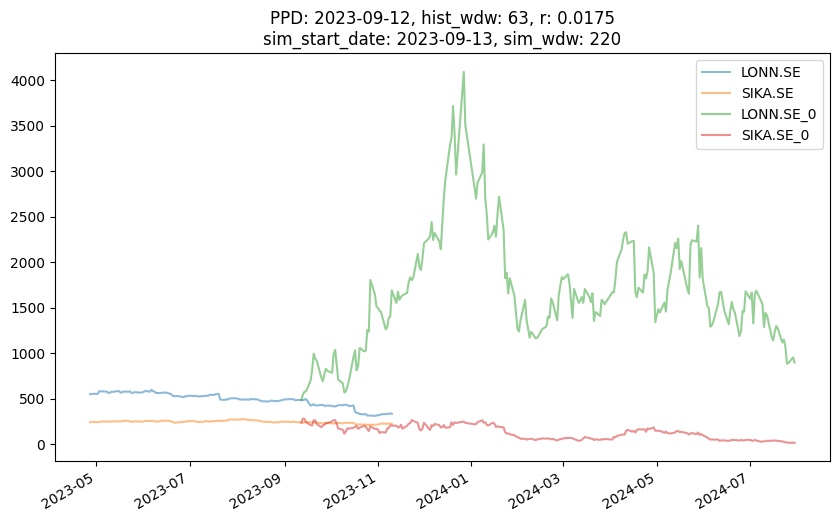 PPD: 2023-09-12, hist_wdw: 63, r: 0.0175
sim_start_date: 2023-09-13, sim_wdw: 220
LONN.SE
SIKA.SE
LONN.SE_0
SIKA.SE_0
4000
3500
3000
2500
2000
1500
1000
500
0
2023-05
2023-07
2023-09
2023-11
2024-01
2024-03
2024-05
2024-07